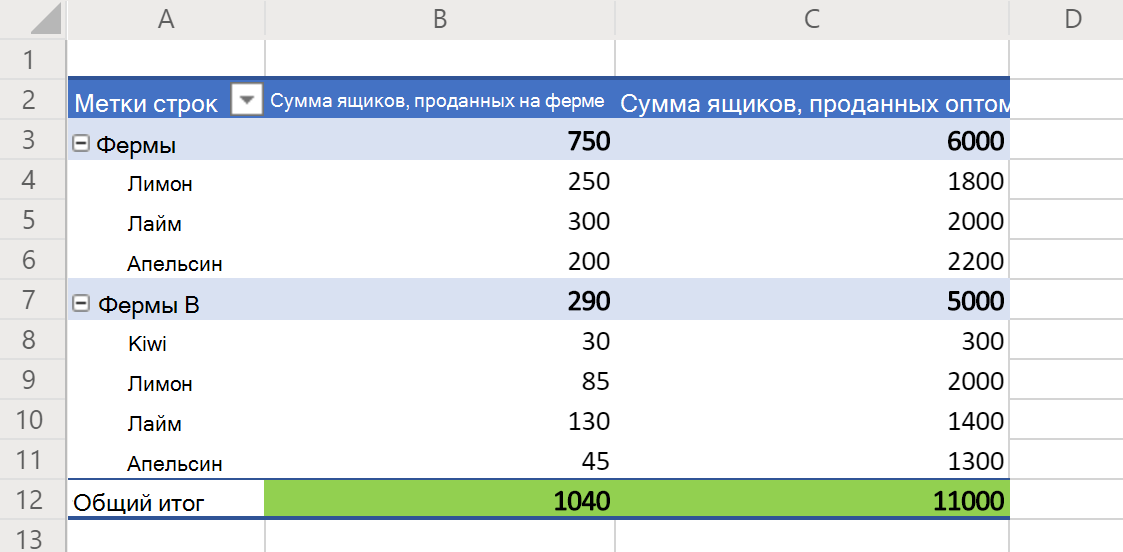 A B C D
1
2 Метки строк Сумма ящиков, проданных на ферме Сумма ящиков, проданных оптом
3 Фермы 750 6000
4 Лимон 250 1800
5 Лайм 300 2000
6 Апельсин 200 2200
7 Фермы В 290 5000
8 Kiwi 30 300
9 Лимон 85 2000
10 Лайм 130 1400
11 Апельсин 45 1300
12 Общий итог 1040 11000
13